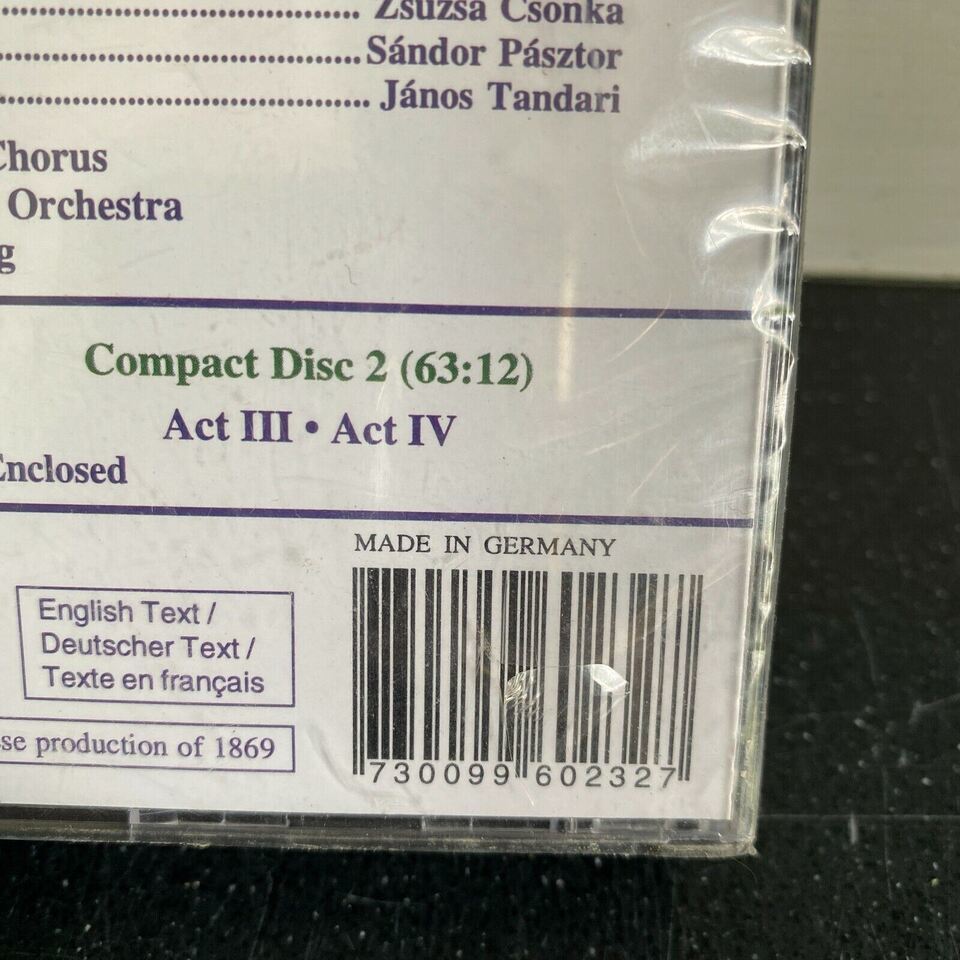 Zsuzsa Csonka
Sándor Pásztor
János Tandari
Chorus
Orchestra
g
Compact Disc 2 (63:12)
Act III • Act IV
Enclosed
MADE IN GERMANY
English Text /
Deutscher Text /
Texte en français
se production of 1869
730099 602327